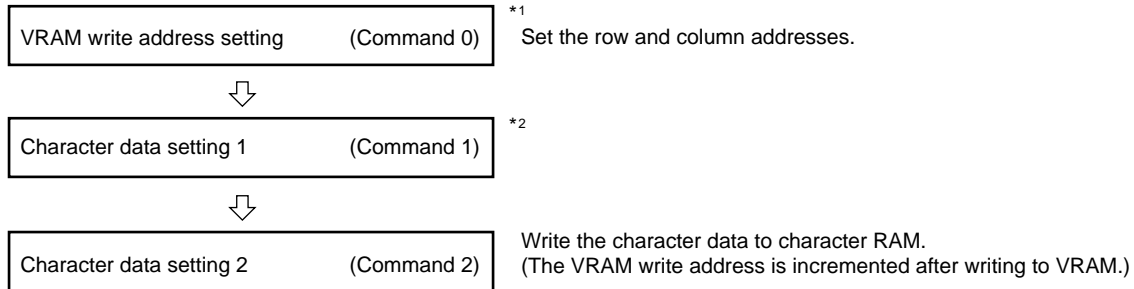 *1
VRAM write address setting (Command 0) Set the row and column addresses.
*2
Character data setting 1 (Command 1)
Character data setting 2 (Command 2)
Write the character data to character RAM.
(The VRAM write address is incremented after writing to VRAM.)